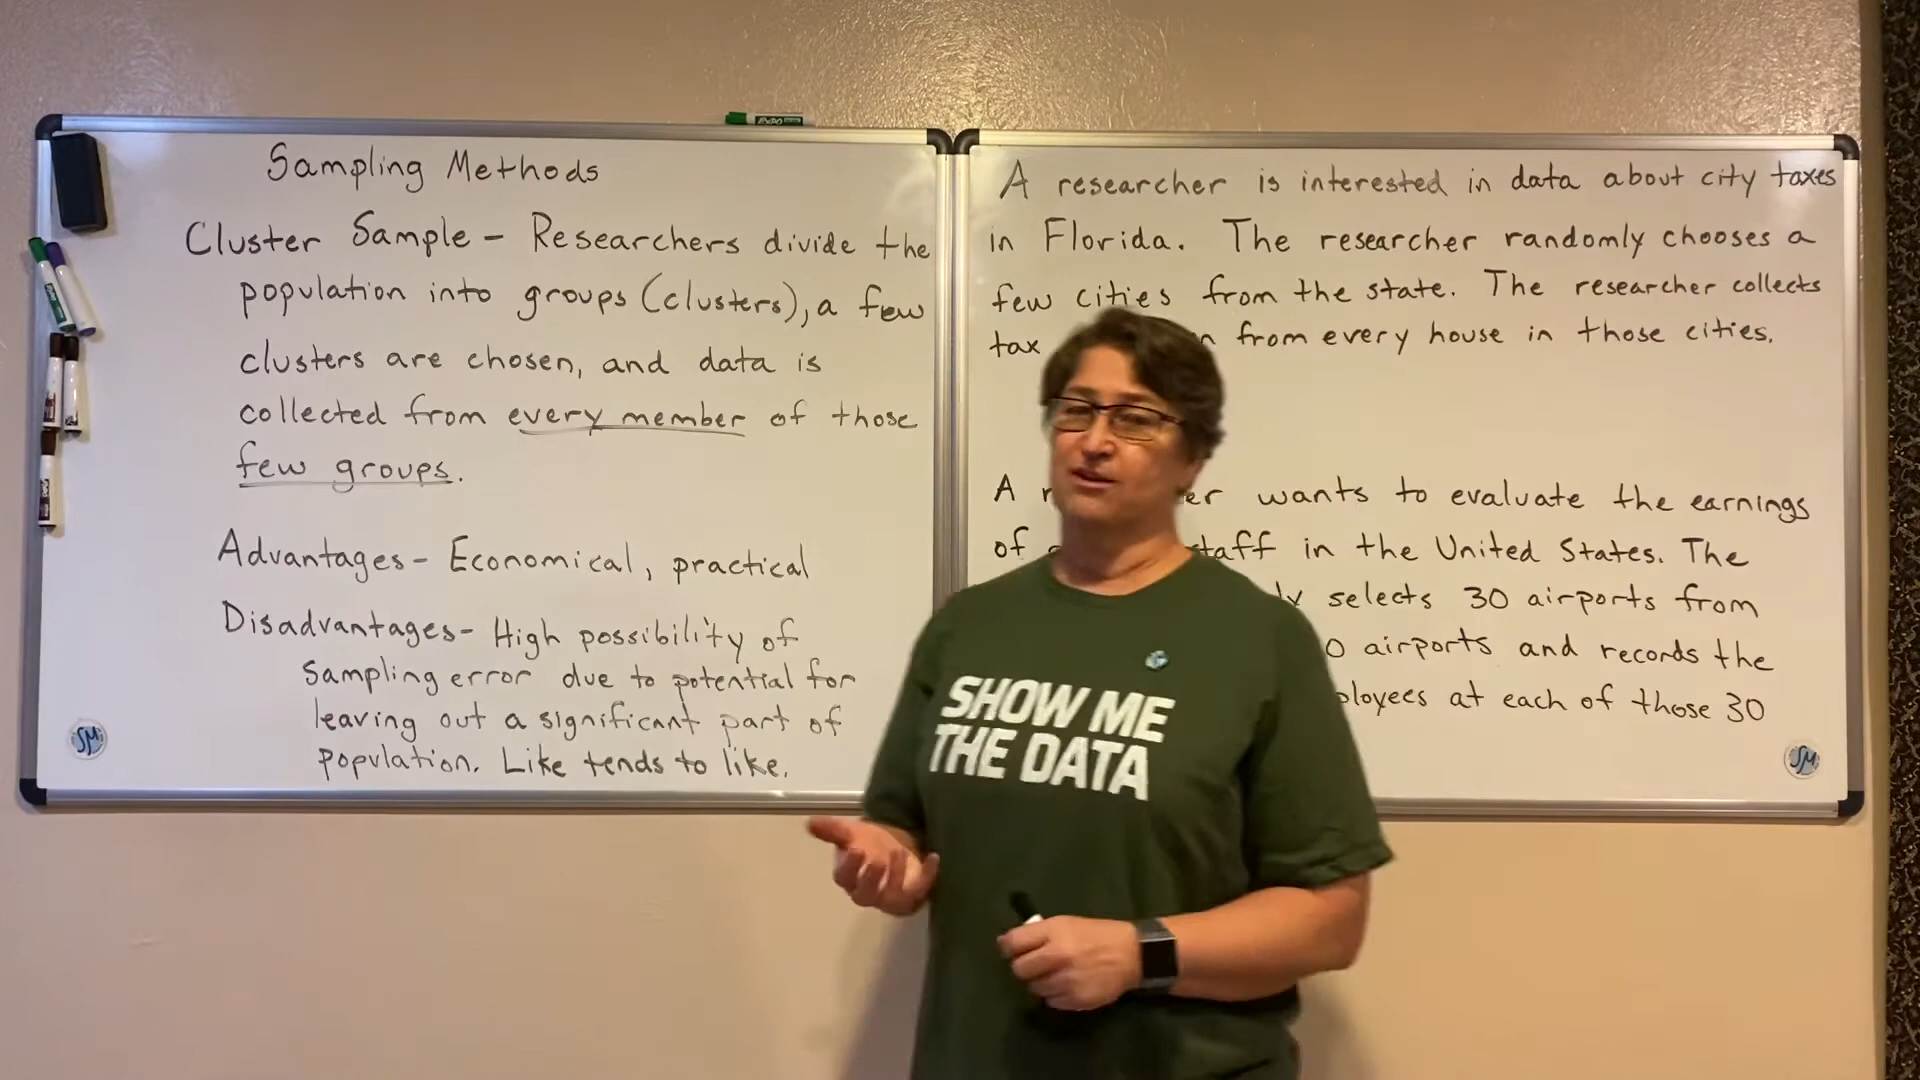 EXPO
Sampling Methods
Cluster Sample - Researchers divide the
population into groups (clusters), a few
clusters are chosen, and data is
collected from every member of those
few groups.
Advantages - Economical, practical
Disadvantages - High possibility of
sampling error due to potential for
leaving out a significant part of
population. Like tends to like.
SM
A researcher is interested in data about city taxes
in Florida. The researcher randomly chooses a
few cities from the state. The researcher collects
tax from every house in those cities.
A wants to evaluate the earnings
of in the United States. The
selects 30 airports from
airports and records the
at each of those 30
SM
SHOW ME
THE DATA